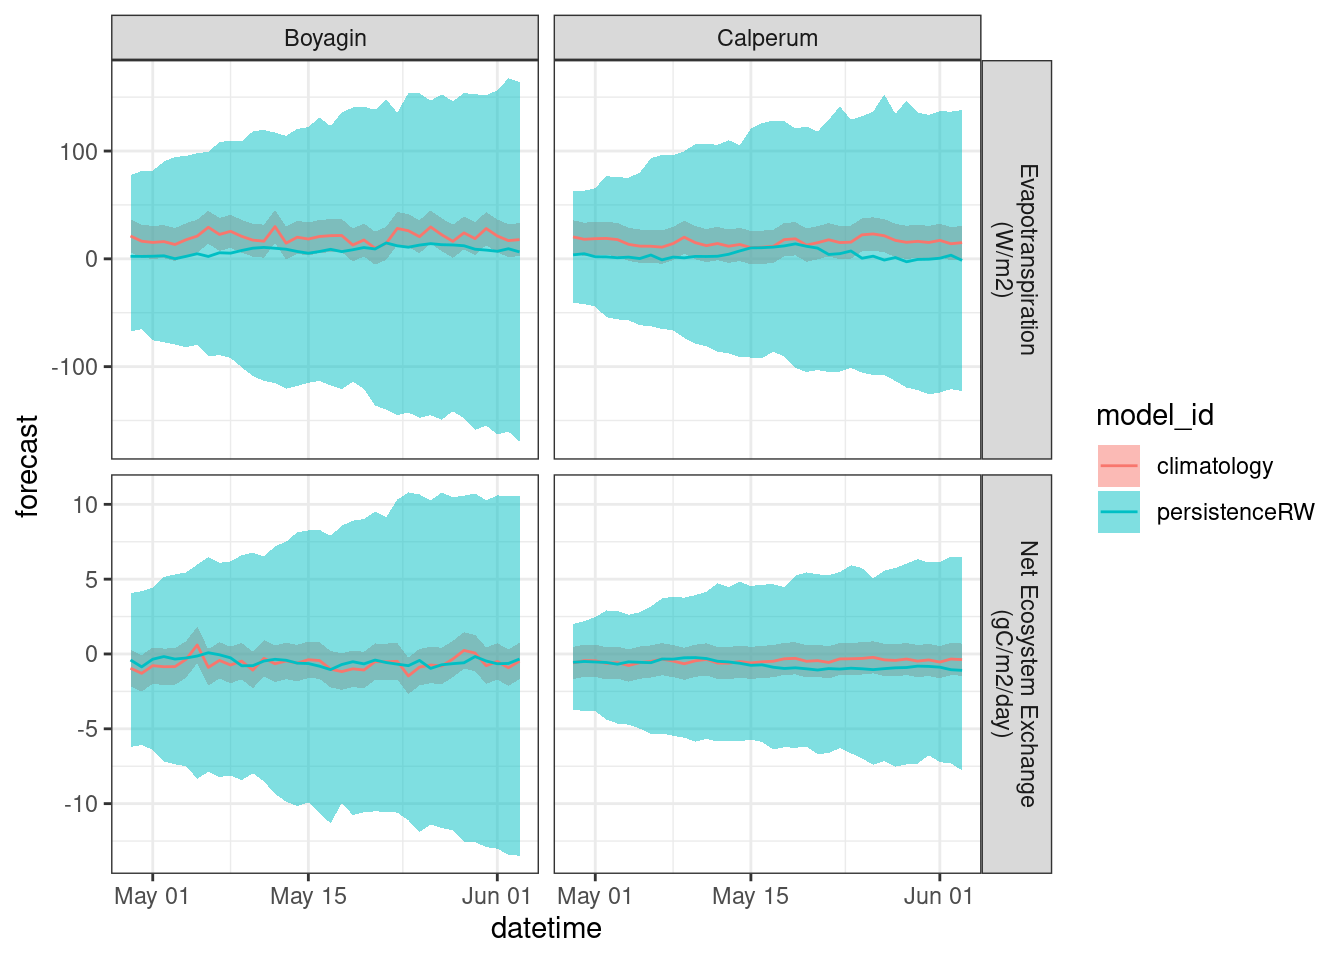 Boyagin
Calperum
100
0
-100
Evapotranspiration
(W/m2)
forecast
10
5
0
-5
-10
Net Ecosystem Exchange
(gC/m2/day)
May 01
May 15
Jun 01
May 01
May 15
Jun 01
datetime
model_id
climatology
persistenceRW